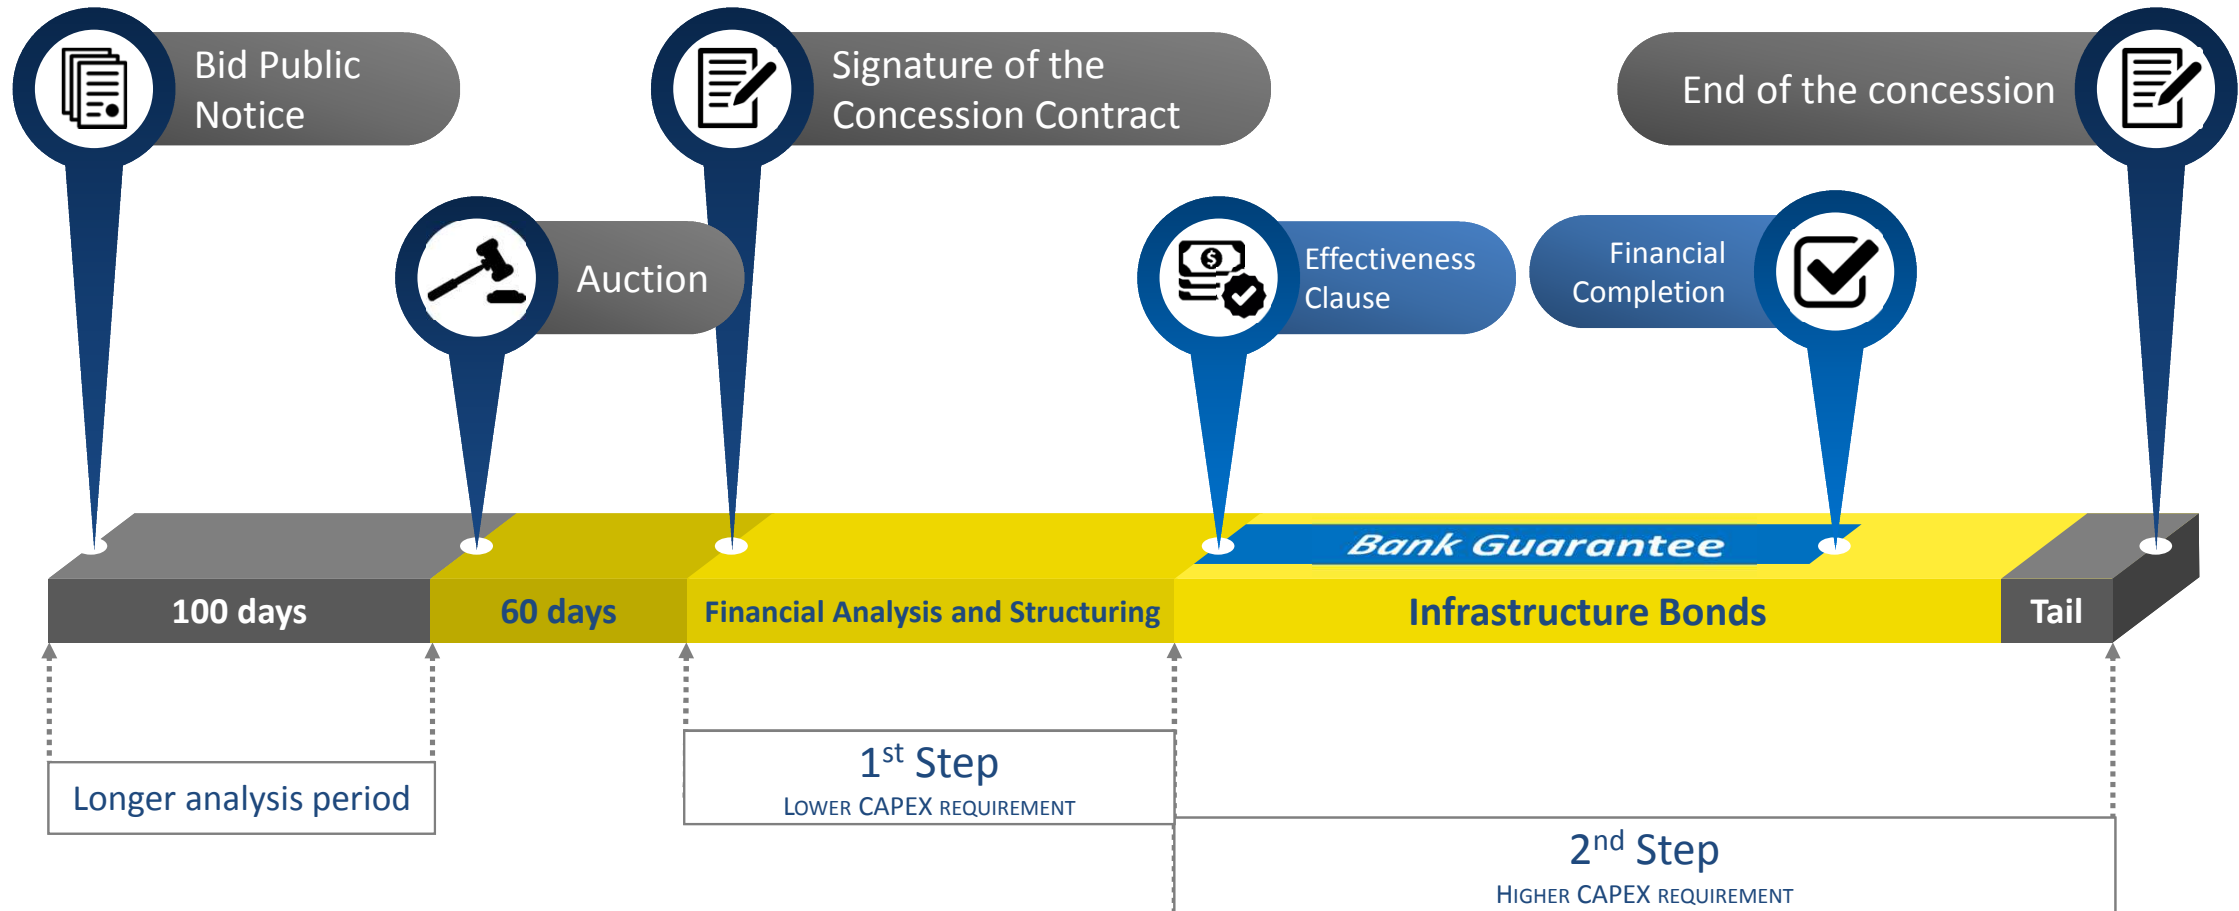 Bid Public
Notice
Signature of the
Concession Contract
End of the concession
Auction
Effectiveness
Clause
Financial
Completion
Bank Guarantee
100 days
60 days
Financial Analysis and Structuring
Infrastructure Bonds
Tail
Longer analysis period
1st Step
LOWER CAPEX REQUIREMENT
2nd Step
HIGHER CAPEX REQUIREMENT